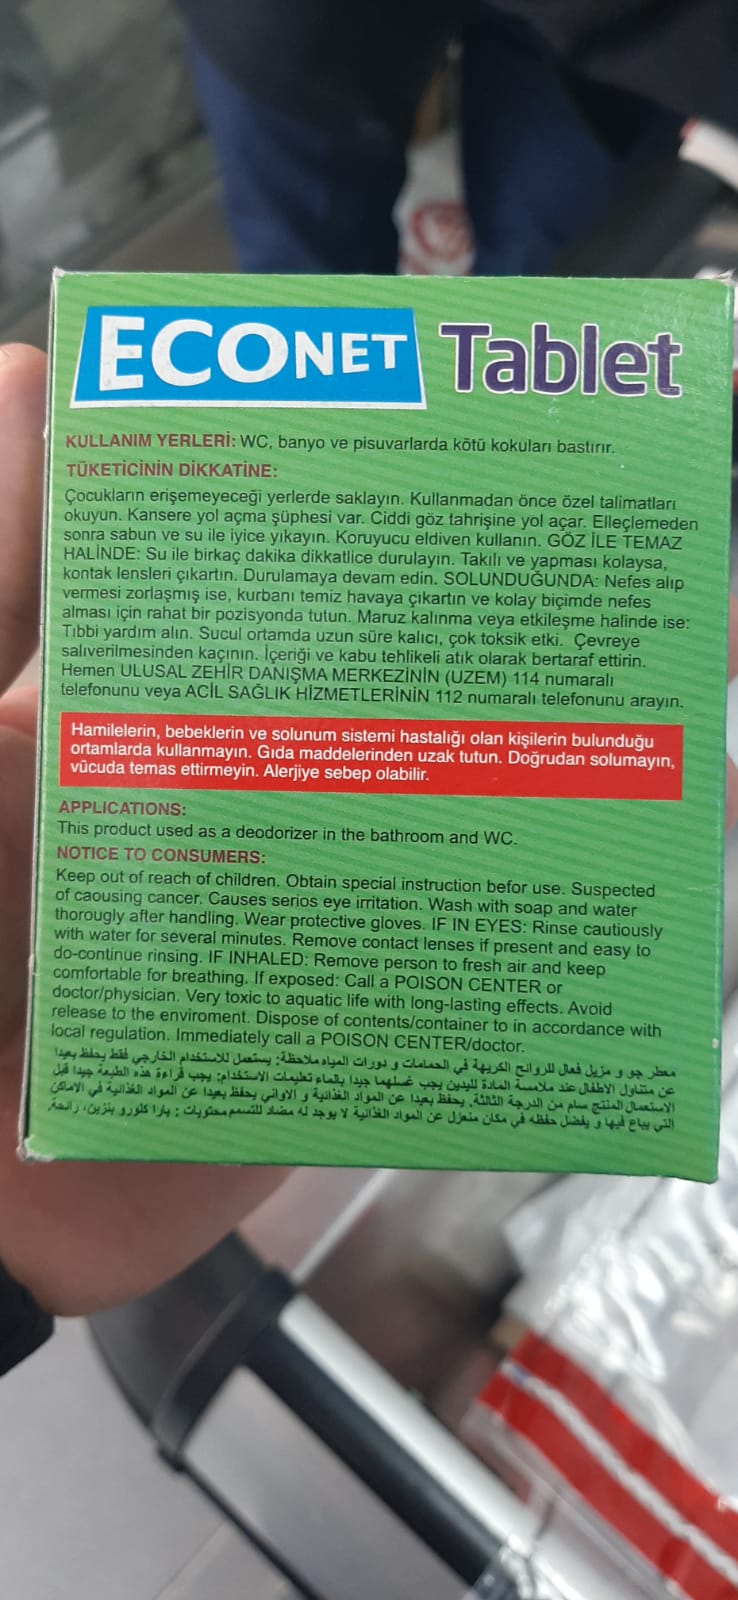 ECONET Tablet
KULLANIM YERLERİ: WC, banyo ve pisuvarlarda kötü kokuları bastırır.
TÜKETİCİNİN DİKKATİNE:
Çocukların erişemeyeceği yerlerde saklayın. Kullanmadan önce özel talimatları
okuyun. Kansere yol açma şüphesi var. Ciddi göz tahrişine yol açar. Elleçlemeden
sonra sabun ve su ile iyice yıkayın. Koruyucu eldiven kullanın. GÖZ İLE TEMAZ
HALİNDE: Su ile birkaç dakika dikkatlice durulayın. Takılı ve yapması kolaysa,
kontak lensleri çıkartın. Durulamaya devam edin. SOLUNDUĞUNDA: Nefes alıp
vermesi zorlaşmış ise, kurbanı temiz havaya çıkartın ve kolay biçimde nefes
alması için rahat bir pozisyonda tutun. Maruz kalınma veya etkileşme halinde ise:
Tıbbi yardım alın. Sucul ortamda uzun süre kalıcı, çok toksik etki. Çevreye
salıverilmesinden kaçının. İçeriği ve kabu tehlikeli atık olarak bertaraf ettirin.
Hemen ULUSAL ZEHİR DANIŞMA MERKEZİNİN (UZEM) 114 numaralı
telefonunu veya ACİL SAĞLIK HİZMETLERİNİN 112 numaralı telefonunu arayın.
Hamilelerin, bebeklerin ve solunum sistemi hastalığı olan kişilerin bulunduğu
ortamlarda kullanmayın. Gıda maddelerinden uzak tutun. Doğrudan solumayın,
vücuda temas ettirmeyin. Alerjiye sebep olabilir.
APPLICATIONS:
This product used as a deodorizer in the bathroom and WC.
NOTICE TO CONSUMERS:
Keep out of reach of children. Obtain special instruction befor use. Suspected
of caousing cancer. Causes serios eye irritation. Wash with soap and water
thorougly after handling. Wear protective gloves. IF IN EYES: Rinse cautiously
with water for several minutes. Remove contact lenses if present and easy to
do-continue rinsing. IF INHALED: Remove person to fresh air and keep
comfortable for breathing. If exposed: Call a POISON CENTER or
doctor/physician. Very toxic to aquatic life with long-lasting effects. Avoid
release to the enviroment. Dispose of contents/container to in accordance with
local regulation. Immediately call a POISON CENTER/doctor.
معطر جو و مزيل فعال للروائح الكريهة في الحمامات و دورات المياه ملاحظة: يستعمل للاستخدام الخارجي فقط يحفظ بعيدا
عن متناول الاطفال عند ملامسة المادة لليدين يجب غسلهما جيدا بالماء تعليمات الاستخدام: يجب قراءة هذه الطبعة جيدا قبل
الاستعمال المنتج سام من الدرجة الثالثة. يحفظ بعيدا عن المواد الغذائية و الاواني يحفظ بعيدا عن المواد الغذائية في الاماكن
التي يباع فيها و يفضل حفظه في مكان منعزل عن المواد الغذائية لا يوجد له مضاد للتسمم محتويات : بارا كلورو بنزين، رائحة.